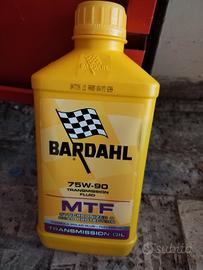 BARDAHL
75W-90
TRANSMISSION
FLUID
MTF
TRANSMISSION OIL
subito